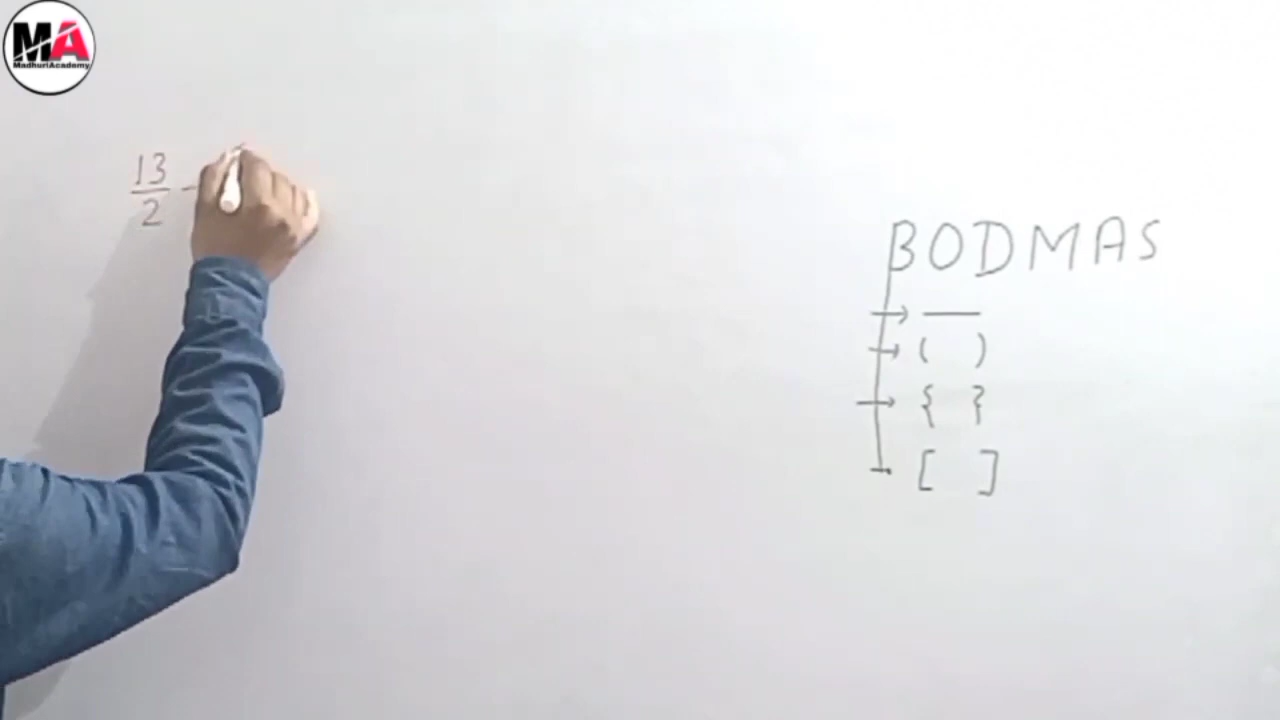 MA
MadhuriAcademy
13/2 -
BODMAS
→ —
→ ( )
→ { }
[ ]